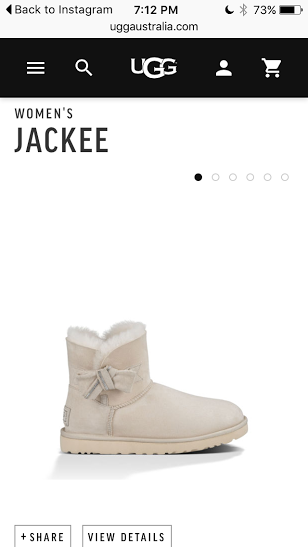 Back to Instagram 7:12 PM 73%
uggaustralia.com
UGG
WOMEN'S
JACKEE
+ SHARE VIEW DETAILS